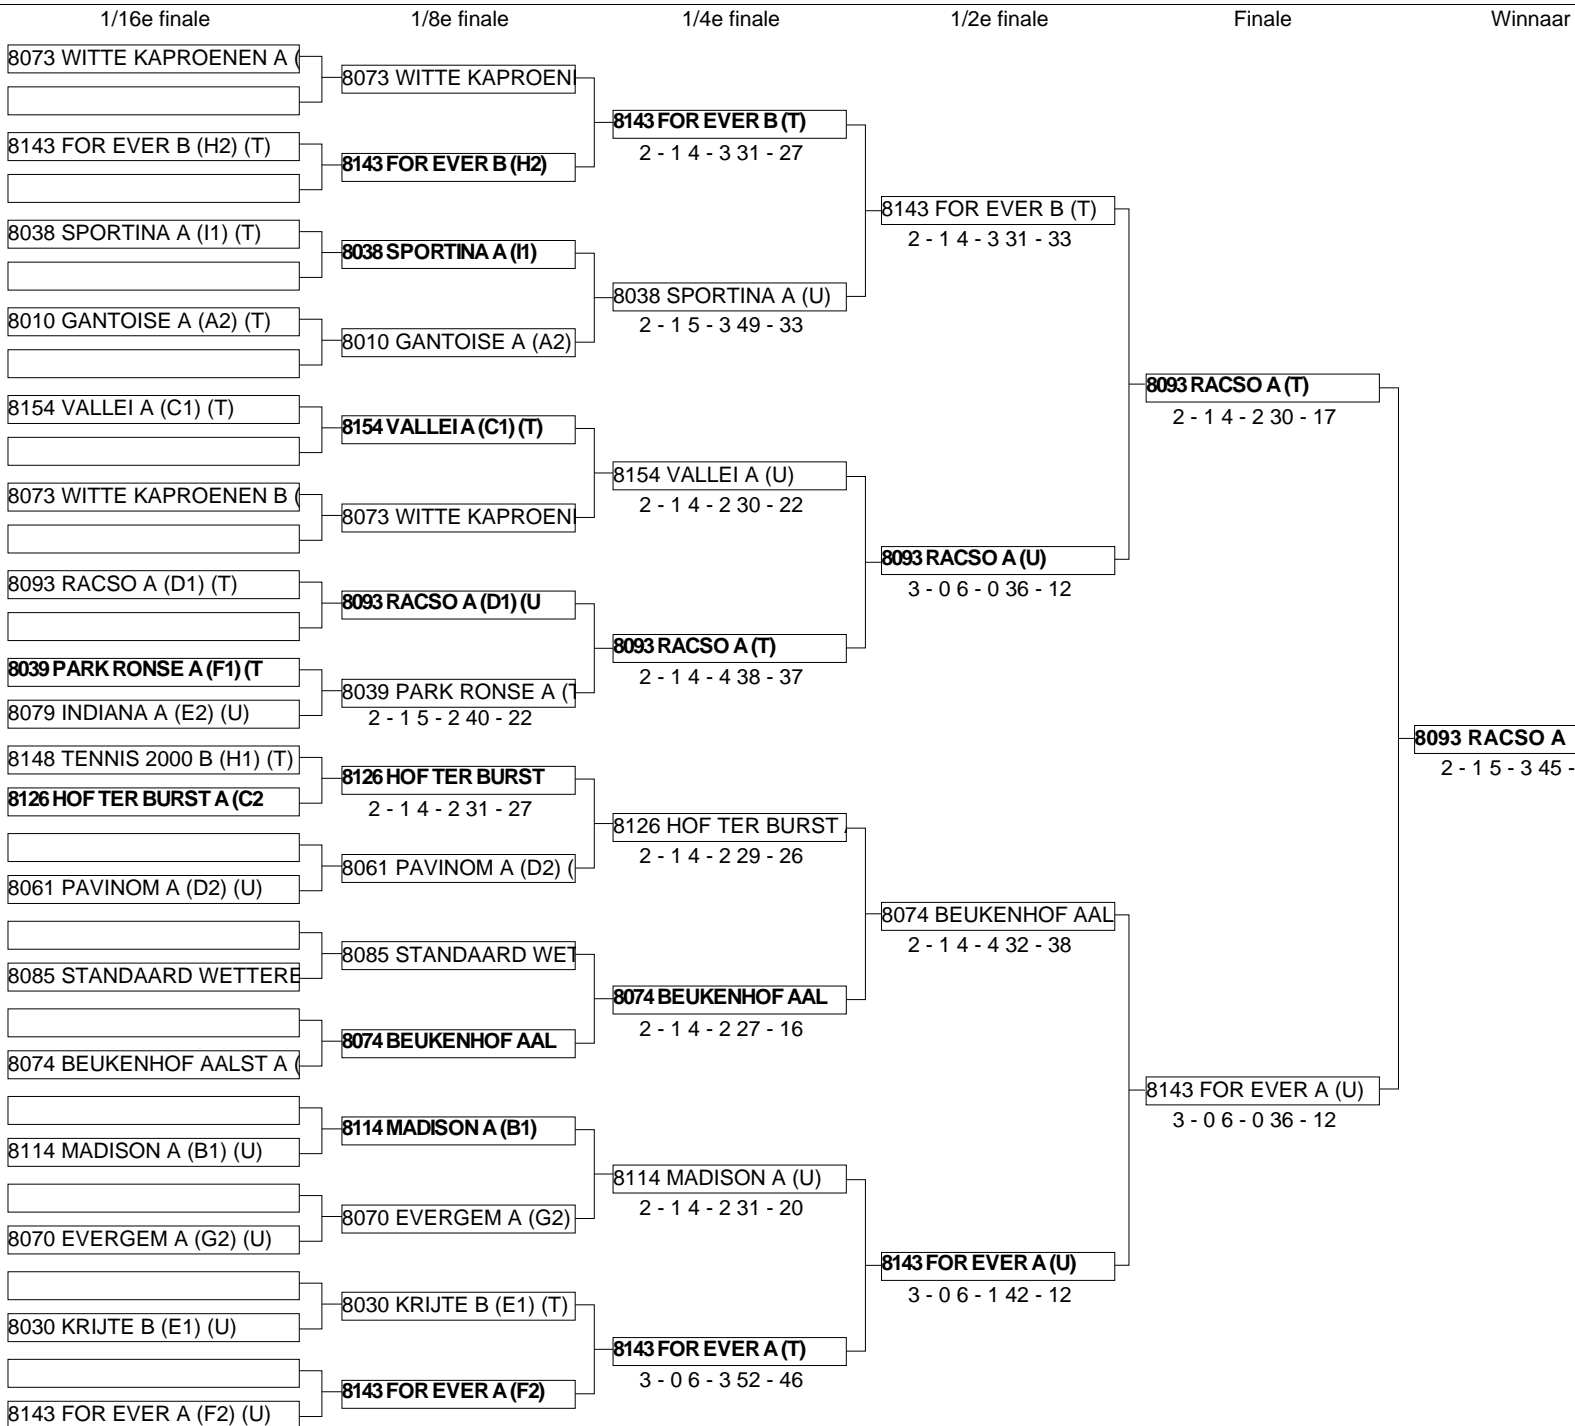 1/16e finale
1/8e finale
1/4e finale
1/2e finale
Finale
Winnaar
8073 WITTE KAPROENEN A (
8143 FOR EVER B (H2) (T)
8038 SPORTINA A (I1) (T)
8010 GANTOISE A (A2) (T)
8154 VALLEI A (C1) (T)
8073 WITTE KAPROENEN B (
8093 RACSO A (D1) (T)
8039 PARK RONSE A (F1) (T
8079 INDIANA A (E2) (U)
8148 TENNIS 2000 B (H1) (T)
8126 HOF TER BURST A (C2
8061 PAVINOM A (D2) (U)
8085 STANDAARD WETTERE
8074 BEUKENHOF AALST A (
8114 MADISON A (B1) (U)
8070 EVERGEM A (G2) (U)
8030 KRIJTE B (E1) (U)
8143 FOR EVER A (F2) (U)
8073 WITTE KAPROEN
8143 FOR EVER B (H2)
8038 SPORTINA A (I1)
8010 GANTOISE A (A2)
8154 VALLEI A (C1) (T)
8073 WITTE KAPROEN
8093 RACSO A (D1) (U
8039 PARK RONSE A (T
2 - 1 5 - 2 40 - 22
8126 HOF TER BURST
2 - 1 4 - 2 31 - 27
8061 PAVINOM A (D2) (
8085 STANDAARD WET
8074 BEUKENHOF AAL
8114 MADISON A (B1)
8070 EVERGEM A (G2)
8030 KRIJTE B (E1) (T)
8143 FOR EVER A (F2)
8143 FOR EVER B (T)
2 - 1 4 - 3 31 - 27
8038 SPORTINA A (U)
2 - 1 5 - 3 49 - 33
8154 VALLEI A (U)
2 - 1 4 - 2 30 - 22
8093 RACSO A (T)
2 - 1 4 - 4 38 - 37
8126 HOF TER BURST
2 - 1 4 - 2 29 - 26
8074 BEUKENHOF AAL
2 - 1 4 - 2 27 - 16
8114 MADISON A (U)
2 - 1 4 - 2 31 - 20
8143 FOR EVER A (T)
3 - 0 6 - 3 52 - 46
8143 FOR EVER B (T)
2 - 1 4 - 3 31 - 33
8093 RACSO A (U)
3 - 0 6 - 0 36 - 12
8074 BEUKENHOF AAL
2 - 1 4 - 4 32 - 38
8143 FOR EVER A (U)
3 - 0 6 - 1 42 - 12
8093 RACSO A (T)
2 - 1 4 - 2 30 - 17
8143 FOR EVER A (U)
3 - 0 6 - 0 36 - 12
8093 RACSO A
2 - 1 5 - 3 45 -